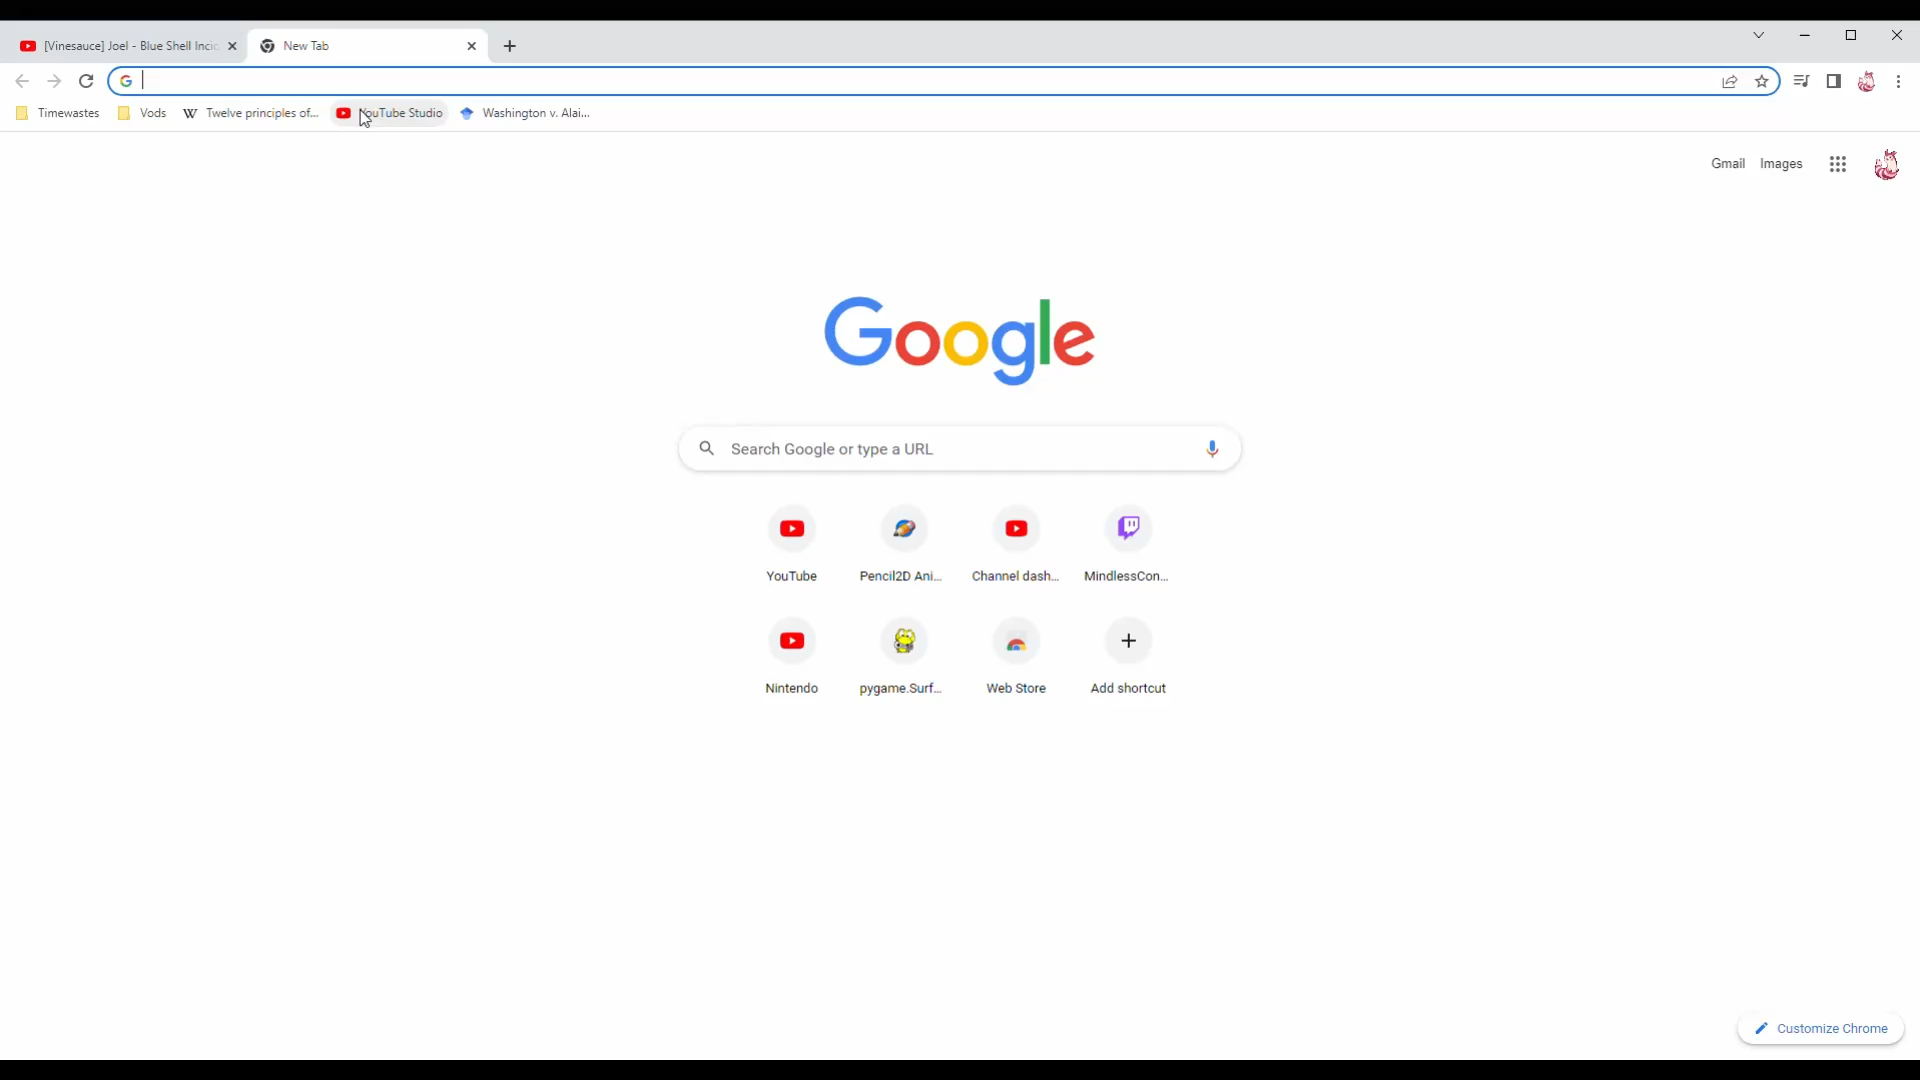 [Vinesauce] Joel - Blue Shell Inci
New Tab
Timewastes
Vods
Twelve principles of...
YouTube Studio
Washington v. Alai...
Gmail
Images
Google
Search Google or type a URL
YouTube
Pencil2D Ani...
Channel dash...
MindlessCon...
Nintendo
pygame.Surf...
Web Store
Add shortcut
Customize Chrome